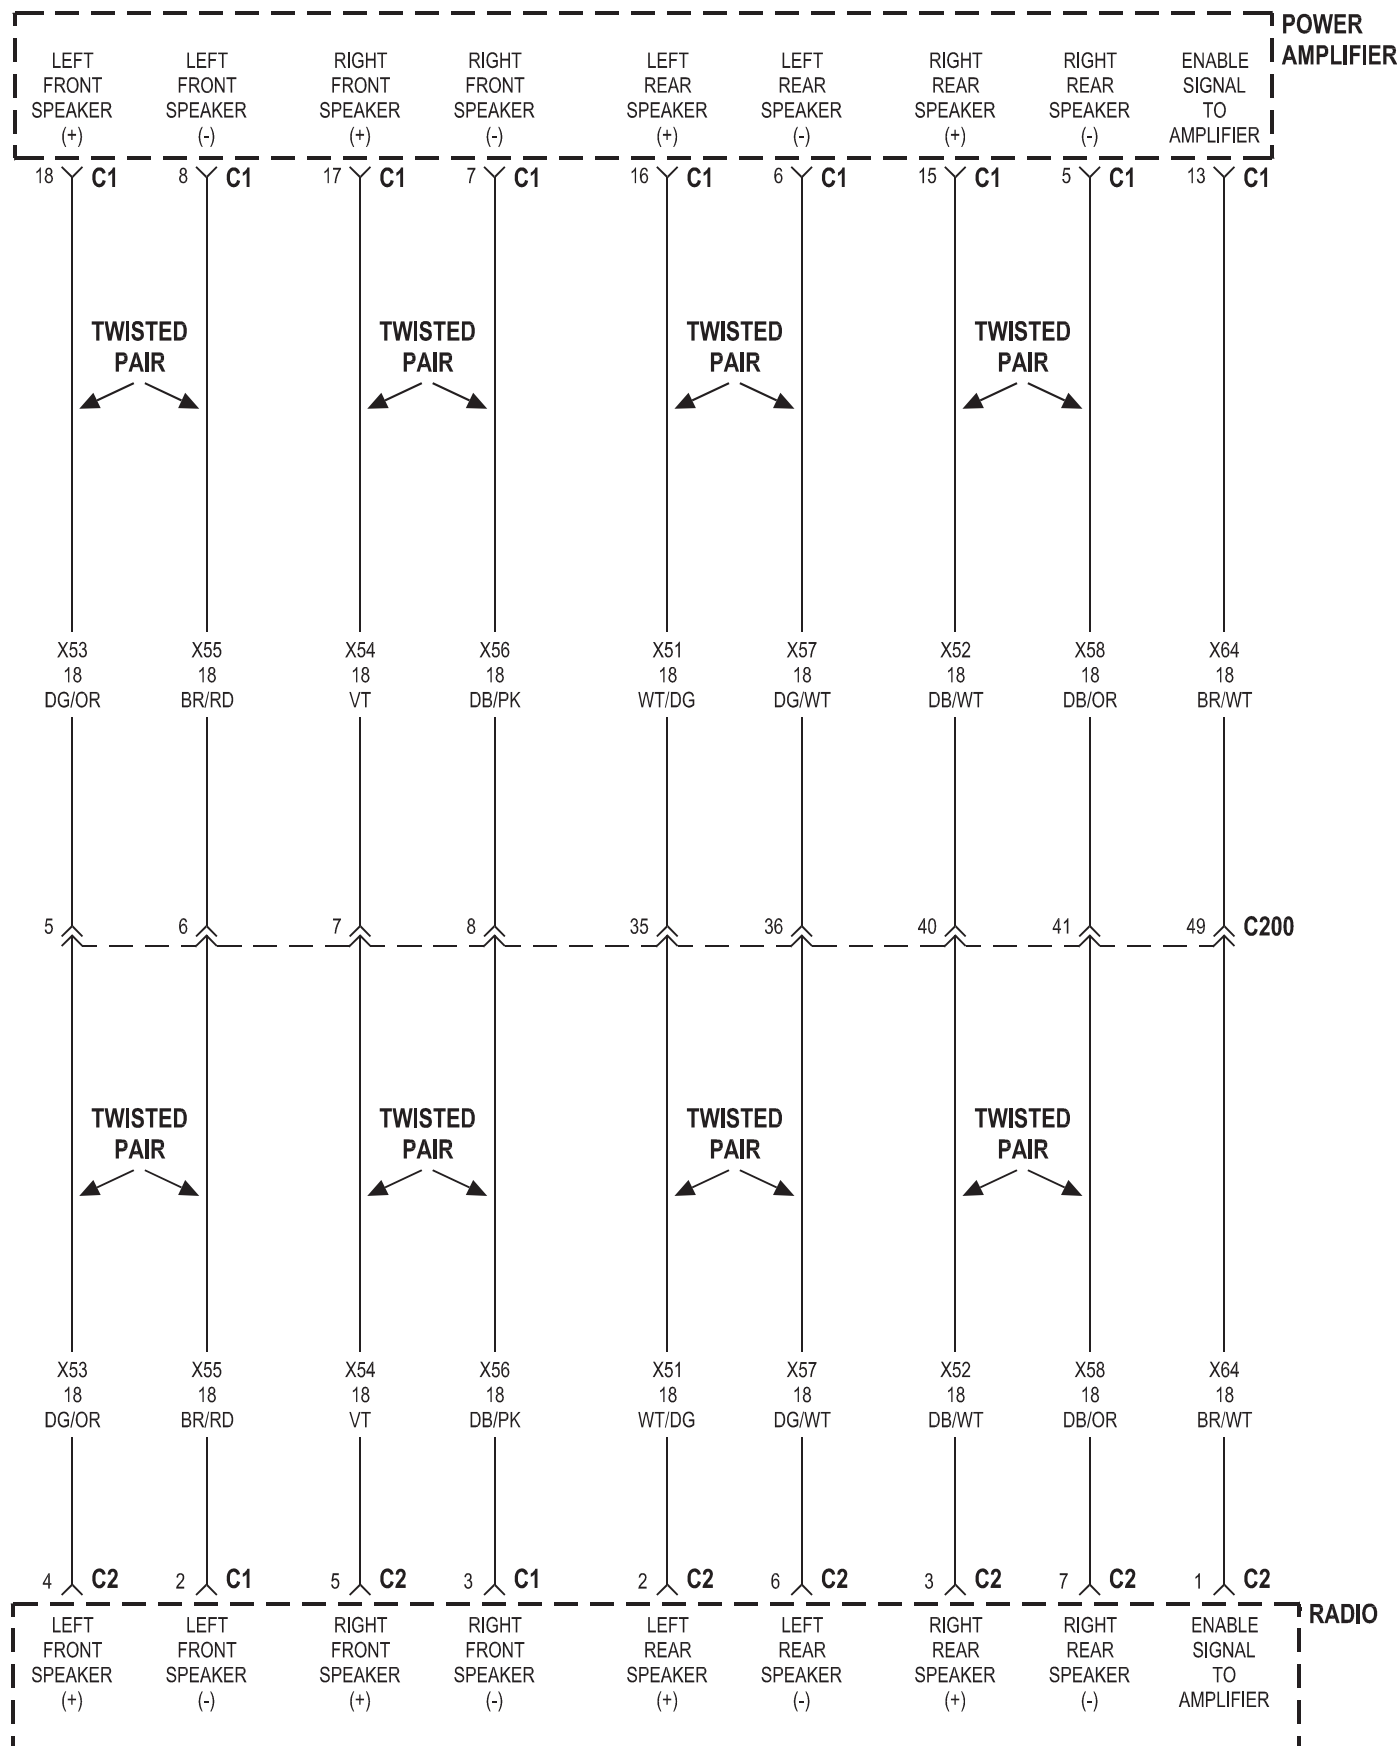 POWER
AMPLIFIER
LEFT
FRONT
SPEAKER
(+)
LEFT
FRONT
SPEAKER
(-)
RIGHT
FRONT
SPEAKER
(+)
RIGHT
FRONT
SPEAKER
(-)
LEFT
REAR
SPEAKER
(+)
LEFT
REAR
SPEAKER
(-)
RIGHT
REAR
SPEAKER
(+)
RIGHT
REAR
SPEAKER
(-)
ENABLE
SIGNAL
TO
AMPLIFIER
18 C1
8 C1
17 C1
7 C1
16 C1
6 C1
15 C1
5 C1
13 C1
TWISTED
PAIR
TWISTED
PAIR
TWISTED
PAIR
TWISTED
PAIR
X53
18
DG/OR
X55
18
BR/RD
X54
18
VT
X56
18
DB/PK
X51
18
WT/DG
X57
18
DG/WT
X52
18
DB/WT
X58
18
DB/OR
X64
18
BR/WT
5
6
7
8
35
36
40
41
49 C200
TWISTED
PAIR
TWISTED
PAIR
TWISTED
PAIR
TWISTED
PAIR
X53
18
DG/OR
X55
18
BR/RD
X54
18
VT
X56
18
DB/PK
X51
18
WT/DG
X57
18
DG/WT
X52
18
DB/WT
X58
18
DB/OR
X64
18
BR/WT
4 C2
2 C1
5 C2
3 C1
2 C2
6 C2
3 C2
7 C2
1 C2
RADIO
LEFT
FRONT
SPEAKER
(+)
LEFT
FRONT
SPEAKER
(-)
RIGHT
FRONT
SPEAKER
(+)
RIGHT
FRONT
SPEAKER
(-)
LEFT
REAR
SPEAKER
(+)
LEFT
REAR
SPEAKER
(-)
RIGHT
REAR
SPEAKER
(+)
RIGHT
REAR
SPEAKER
(-)
ENABLE
SIGNAL
TO
AMPLIFIER